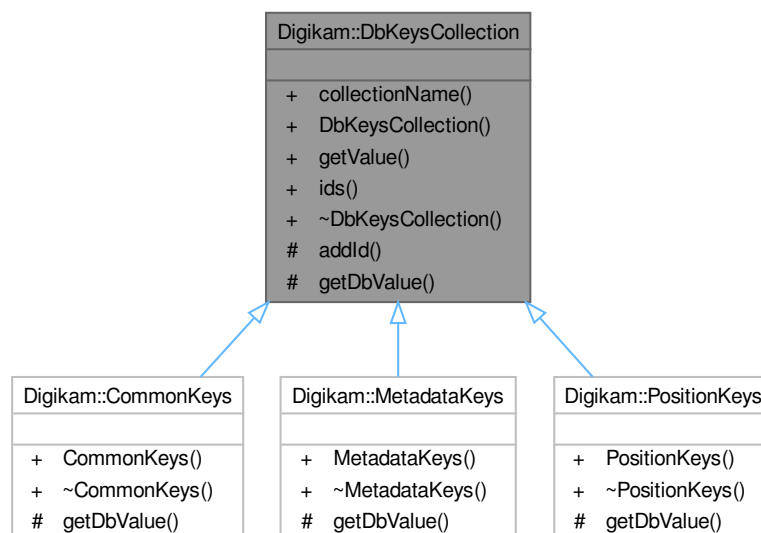 Digikam::DbKeysCollection
+ collectionName()
+ DbKeysCollection()
+ getValue()
+ ids()
+ ~DbKeysCollection()
# addId()
# getDbValue()
Digikam::CommonKeys
+ CommonKeys()
+ ~CommonKeys()
# getDbValue()
Digikam::MetadataKeys
+ MetadataKeys()
+ ~MetadataKeys()
# getDbValue()
Digikam::PositionKeys
+ PositionKeys()
+ ~PositionKeys()
# getDbValue()